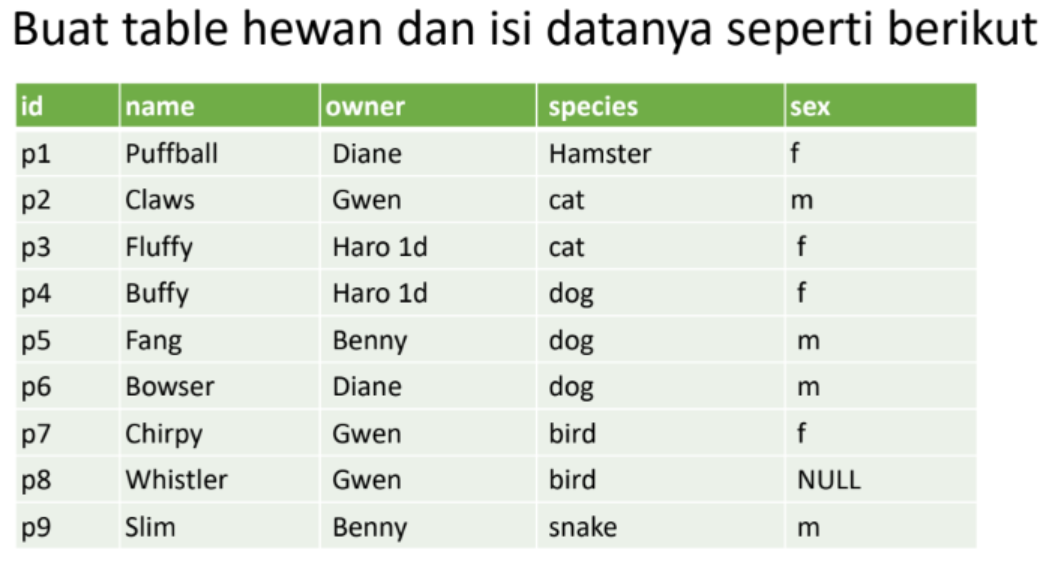 Buat table hewan dan isi datanya seperti berikut
id name owner species sex
p1 Puffball Diane Hamster f
p2 Claws Gwen cat m
p3 Fluffy Haro 1d cat f
p4 Buffy Haro 1d dog f
p5 Fang Benny dog m
p6 Bowser Diane dog m
p7 Chirpy Gwen bird f
p8 Whistler Gwen bird NULL
p9 Slim Benny snake m